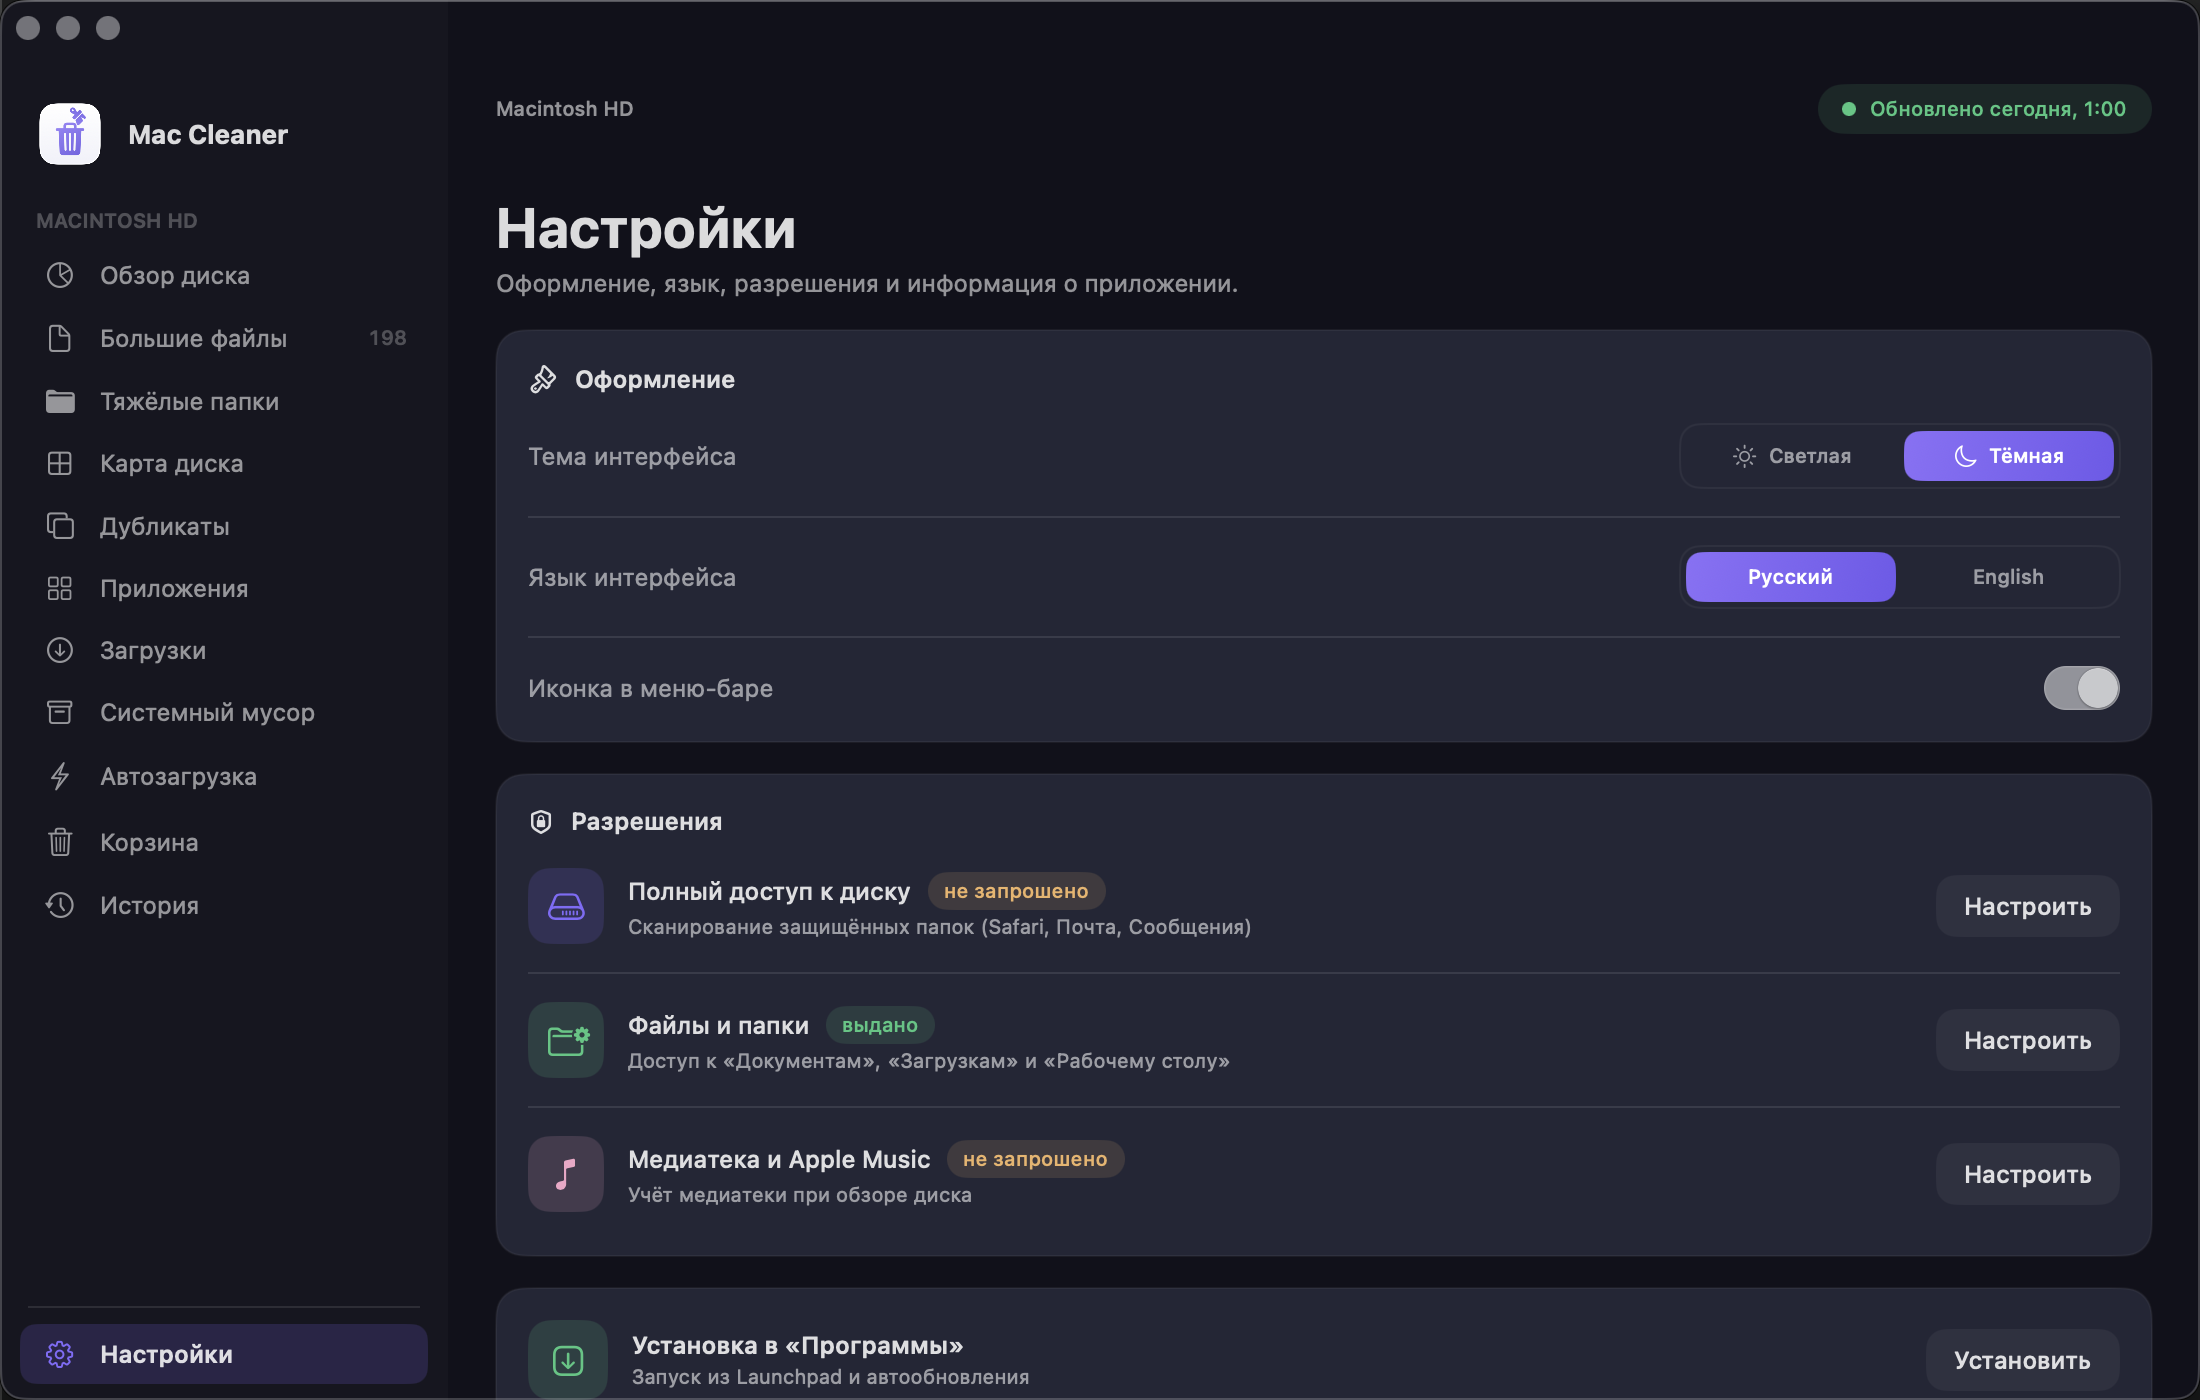 Mac Cleaner
MACINTOSH HD
Обзор диска
Большие файлы 198
Тяжёлые папки
Карта диска
Дубликаты
Приложения
Загрузки
Системный мусор
Автозагрузка
Корзина
История
Настройки
Macintosh HD
Обновлено сегодня, 1:00
Настройки
Оформление, язык, разрешения и информация о приложении.
Оформление
Тема интерфейса
Светлая
Тёмная
Язык интерфейса
Русский
English
Иконка в меню-баре
Разрешения
Полный доступ к диску не запрошено
Сканирование защищённых папок (Safari, Почта, Сообщения)
Настроить
Файлы и папки выдано
Доступ к «Документам», «Загрузкам» и «Рабочему столу»
Настроить
Медиатека и Apple Music не запрошено
Учёт медиатеки при обзоре диска
Настроить
Установка в «Программы»
Запуск из Launchpad и автообновления
Установить